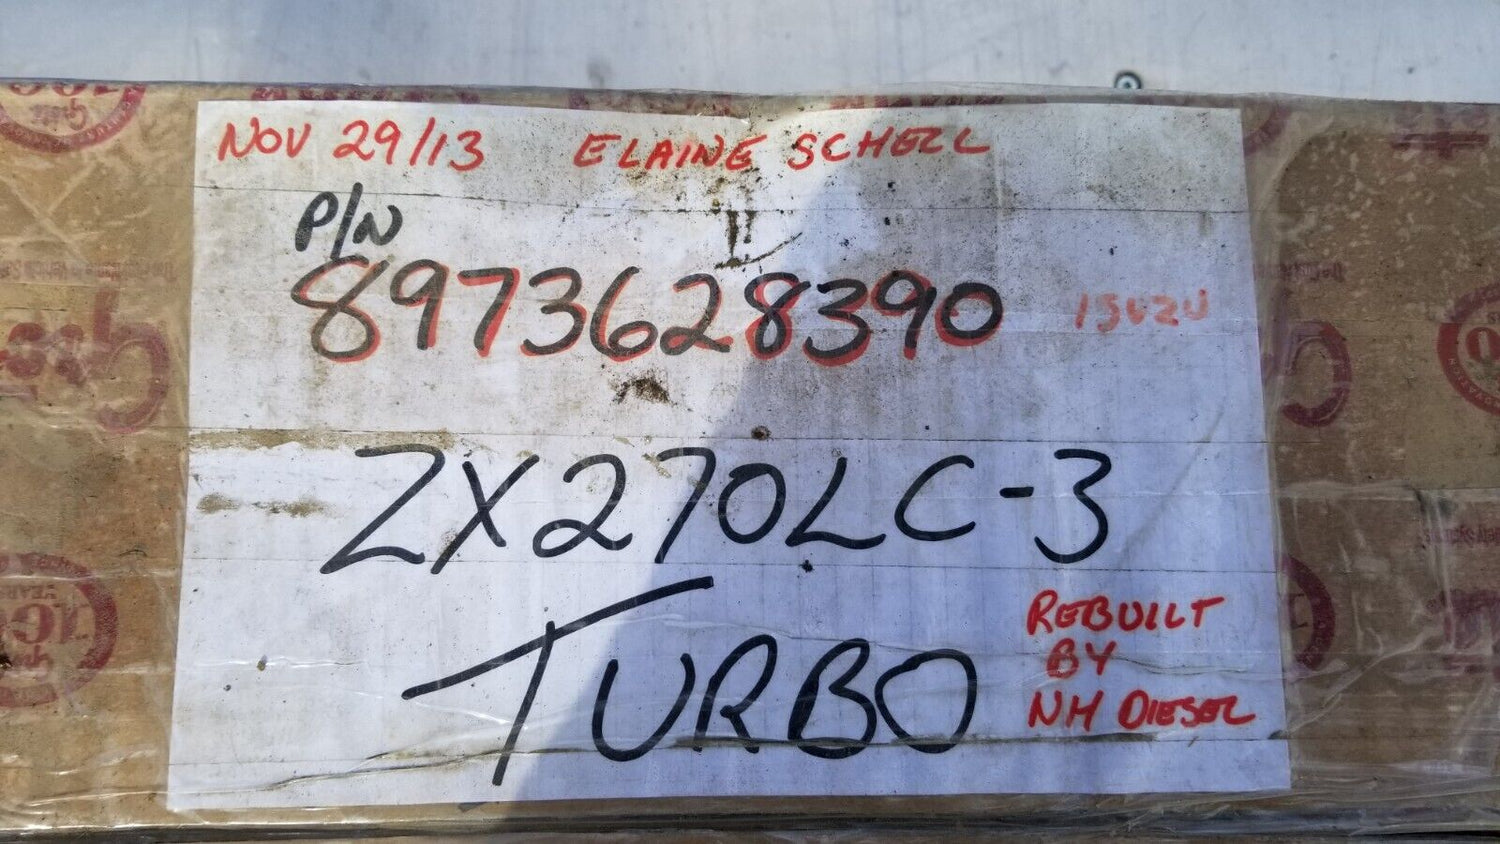 NOV 29/13 ELAINE SCHELL
P/N
8973628390 ISUZU
ZX270LC-3
TURBO
REBUILT
BY
NH DIESEL